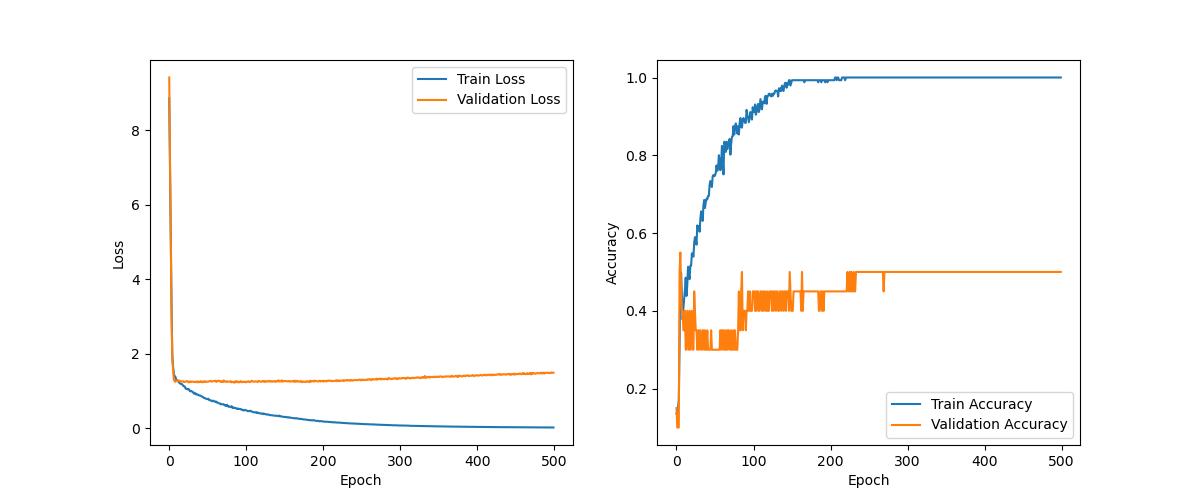 Train Loss
Validation Loss
8
6
4
2
0
Loss
0 100 200 300 400 500
Epoch
1.0
0.8
0.6
0.4
0.2
Accuracy
Train Accuracy
Validation Accuracy
0 100 200 300 400 500
Epoch